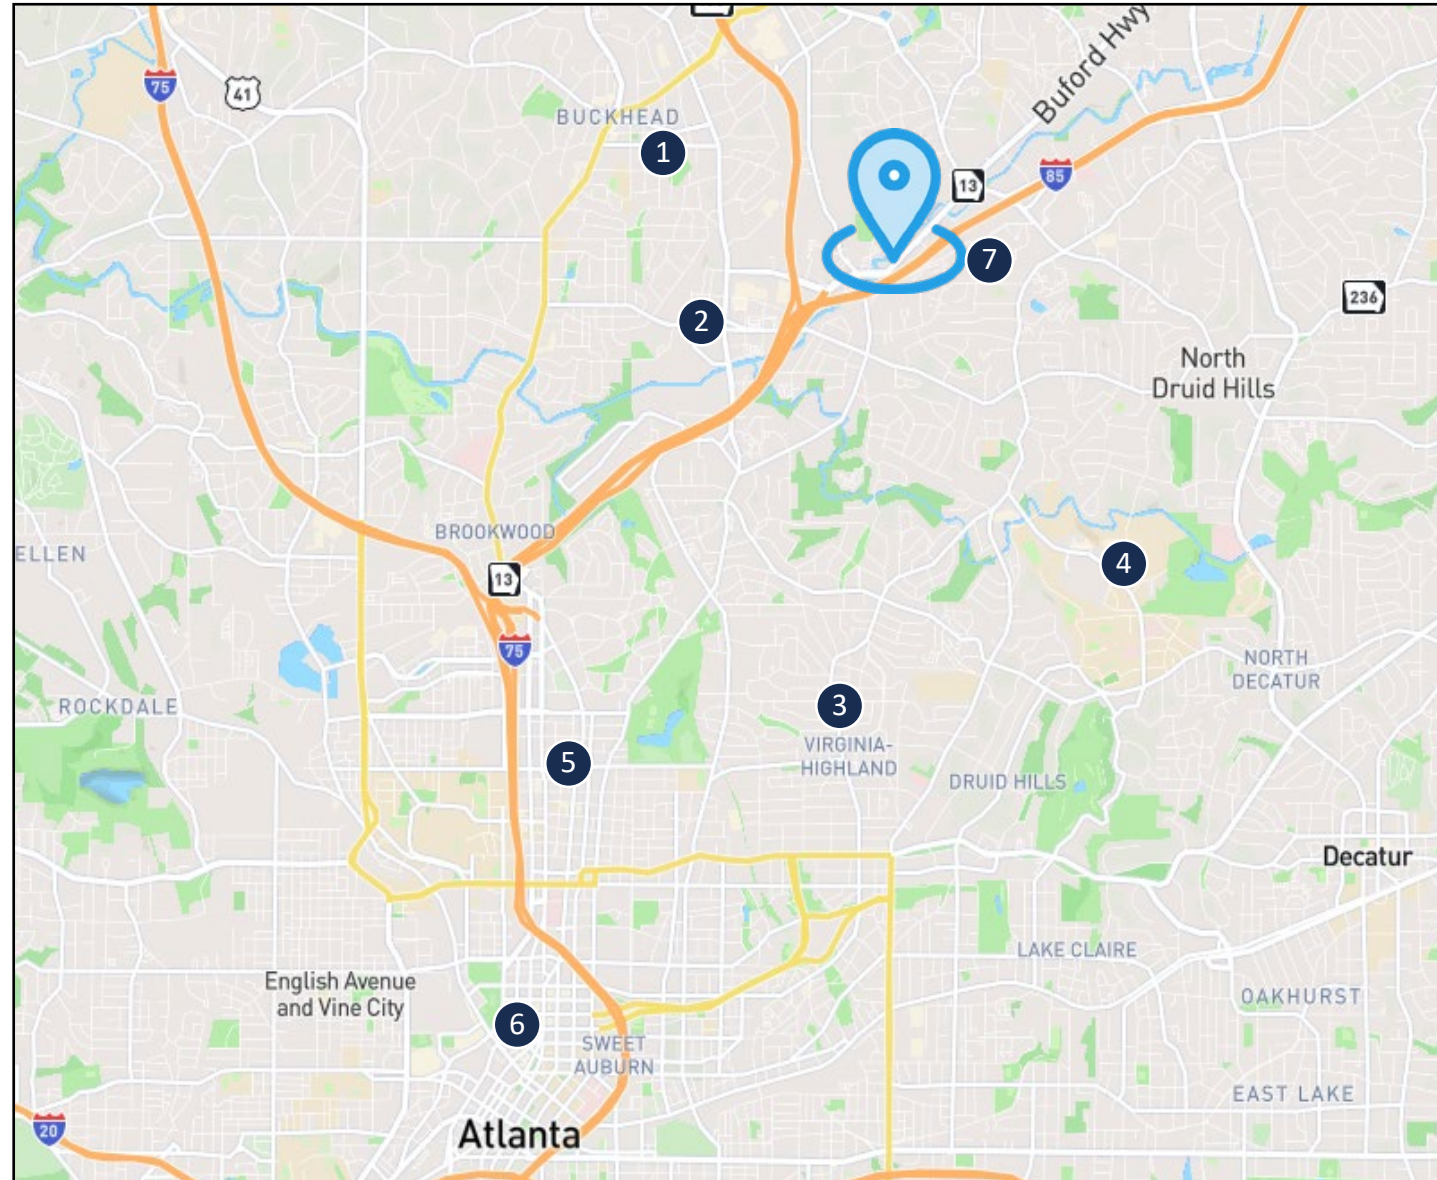 75
41
BUCKHEAD
1
Buford Hwy
13
85
7
2
236
North
Druid Hills
BROOKWOOD
13
ELLEN
4
75
NORTH
DECATUR
ROCKDALE
3
VIRGINIA-
HIGHLAND
5
DRUID HILLS
Decatur
LAKE CLAIRE
English Avenue
and Vine City
OAKHURST
6
SWEET
AUBURN
EAST LAKE
20
Atlanta